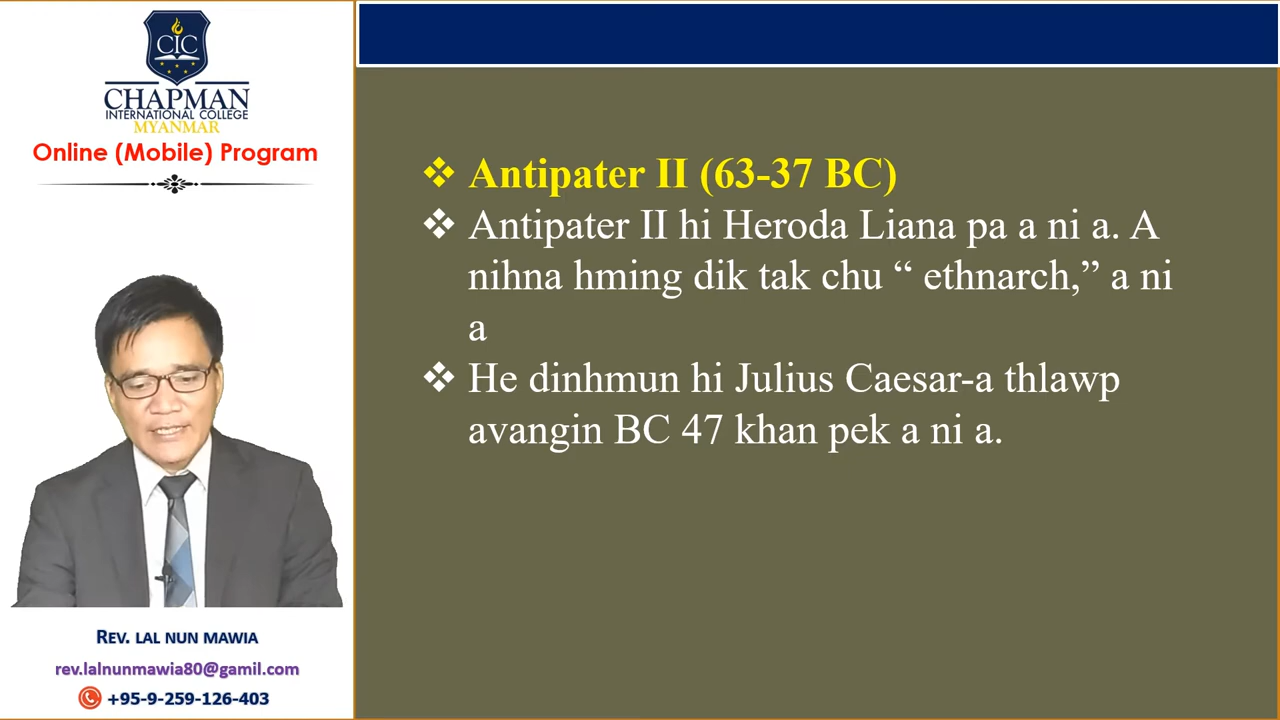 CIC
CHAPMAN
INTERNATIONAL COLLEGE
MYANMAR
Online (Mobile) Program
REV. LAL NUN MAWIA
rev.lalnunmawia80@gamil.com
+95-9-259-126-403
❖ Antipater II (63-37 BC)
❖ Antipater II hi Heroda Liana pa a ni a. A
nihna hming dik tak chu “ ethnarch,” a ni
a
❖ He dinhmun hi Julius Caesar-a thlawp
avangin BC 47 khan pek a ni a.